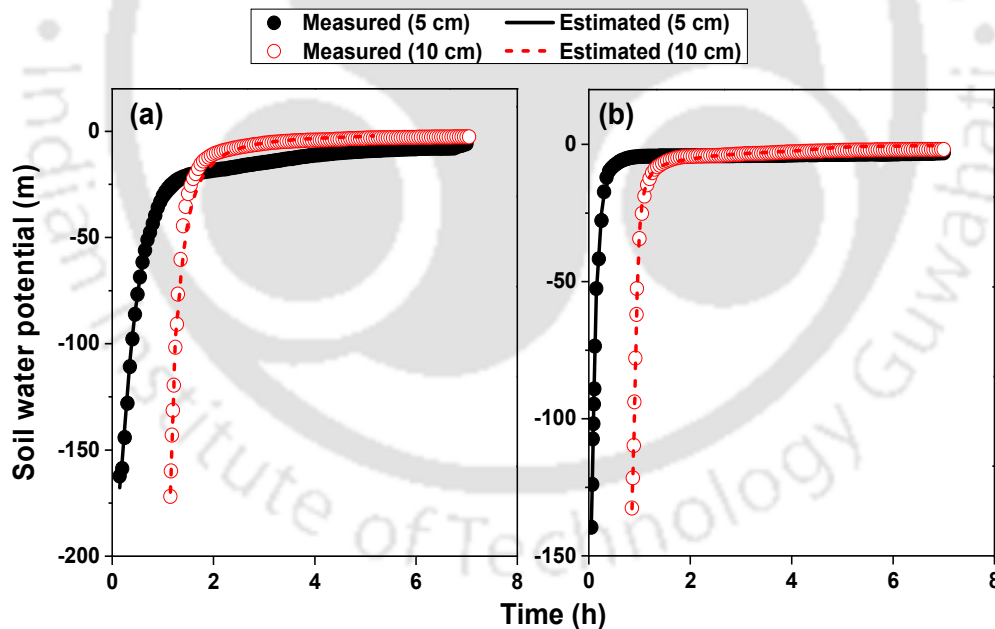 Measured (5 cm) Estimated (5 cm)
Measured (10 cm) Estimated (10 cm)
(a) (b)
Soil water potential (m)
0
-50
-100
-150
-200
0 2 4 6 8
0
-50
-100
-150
0 2 4 6 8
Time (h)
Indian Institute of Technology Guwahati